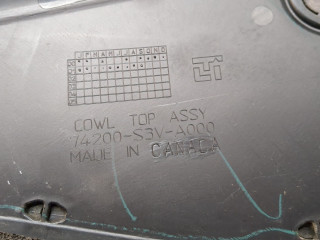 J F M A M J J A S O N D
COWL TOP ASSY
74200-S3V-A000
MADE IN CANADA